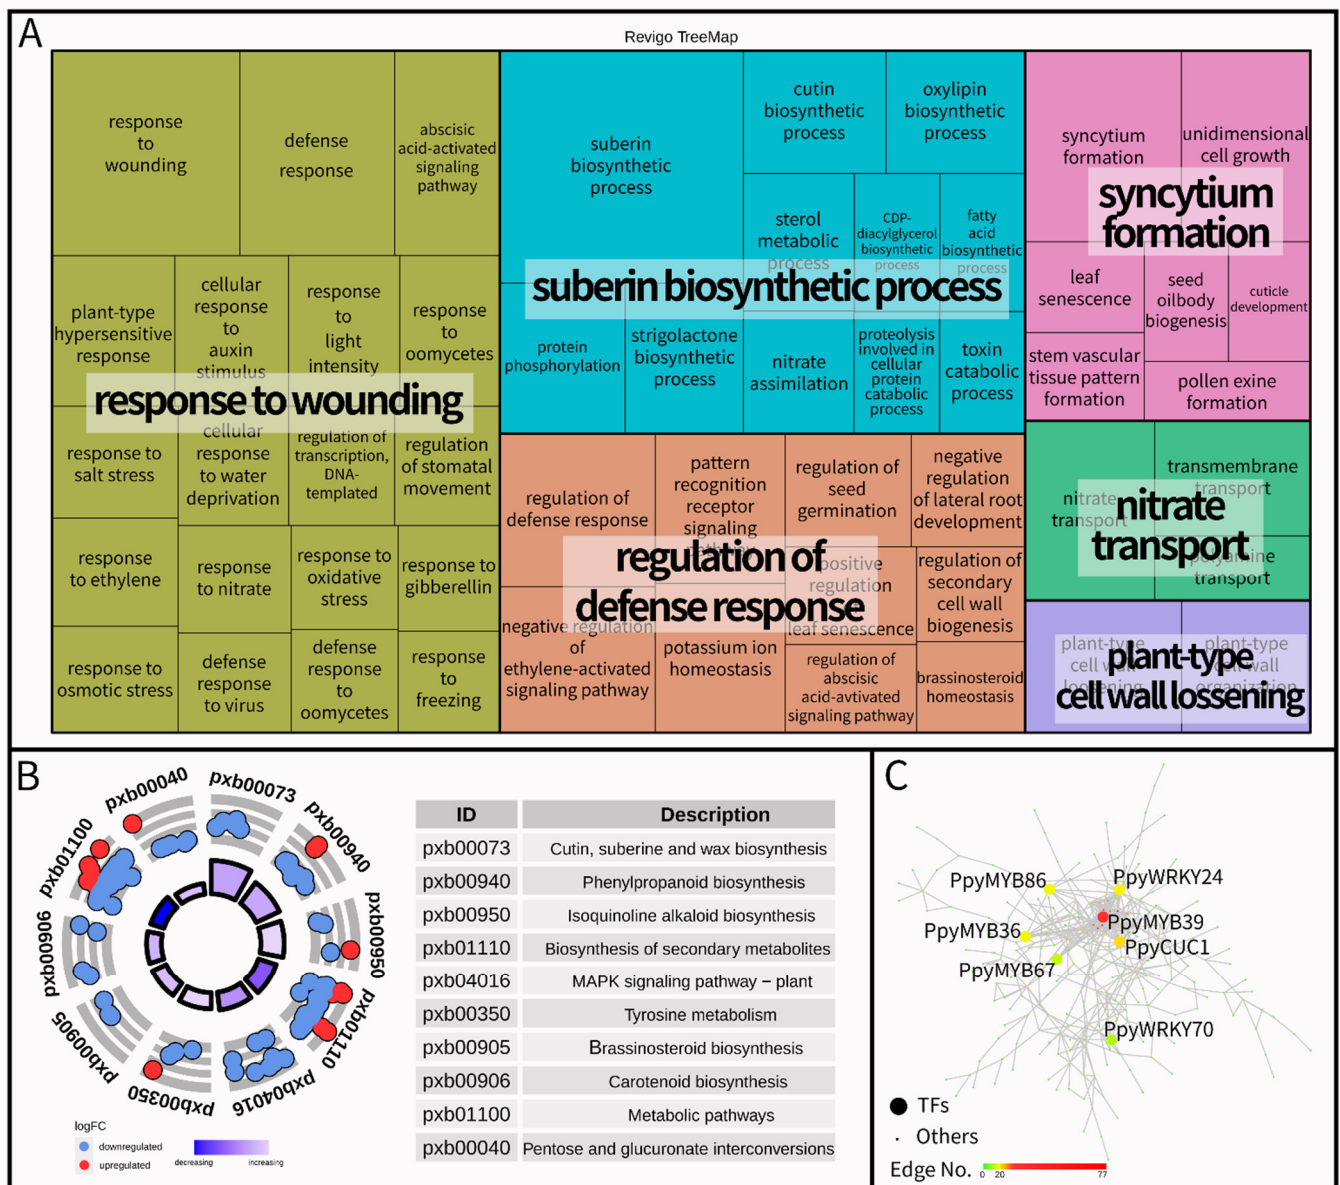 A
Revigo TreeMap
response
to
wounding
defense
response
abscisic
acid-activated
signaling
pathway
plant-type
hypersensitive
response
cellular
response
to
auxin
stimulus
response
to
light
intensity
response
to
oomycetes
response to wounding
response to
salt stress
cellular
response
to water
deprivation
regulation of
transcription,
DNA-
templated
regulation
of stomatal
movement
response
to ethylene
response
to nitrate
response to
oxidative
stress
response to
gibberellin
response to
osmotic stress
defense
response
to virus
defense
response
to
oomycetes
response
to
freezing
suberin
biosynthetic
process
cutin
biosynthetic
process
oxylipin
biosynthetic
process
sterol
metabolic
process
CDP-
diacylglycerol
biosynthetic
process
fatty
acid
biosynthetic
process
suberin biosynthetic process
protein
phosphorylation
strigolactone
biosynthetic
process
nitrate
assimilation
proteolysis
involved in
cellular
protein
catabolic
process
toxin
catabolic
process
regulation of
defense response
pattern
recognition
receptor
signaling
pathway
regulation of
seed
germination
negative
regulation
of lateral root
development
regulation of
defense response
positive
regulation
leaf senescence
regulation of
secondary
cell wall
biogenesis
negative regulation
of
ethylene-activated
signaling pathway
potassium ion
homeostasis
regulation of
abscisic
acid-avtivated
signaling pathway
brassinosteroid
homeostasis
syncytium
formation
unidimensional
cell growth
syncytium
formation
leaf
senescence
seed
oilbody
biogenesis
cuticle
development
stem vascular
tissue pattern
formation
pollen exine
formation
nitrate
transport
transmembrane
transport
nitrate
transport
polyamine
transport
plant-type
cell wall
loosening
plant-type
cell wall
organization
plant-type
cell wall lossening
B
pxb00073
pxb00940
pxb00950
pxb01110
pxb04016
pxb00350
pxb00905
pxb00906
pxb01100
pxb00040
logFC
downregulated
upregulated
decreasing
increasing
ID Description
pxb00073 Cutin, suberine and wax biosynthesis
pxb00940 Phenylpropanoid biosynthesis
pxb00950 Isoquinoline alkaloid biosynthesis
pxb01110 Biosynthesis of secondary metabolites
pxb04016 MAPK signaling pathway – plant
pxb00350 Tyrosine metabolism
pxb00905 Brassinosteroid biosynthesis
pxb00906 Carotenoid biosynthesis
pxb01100 Metabolic pathways
pxb00040 Pentose and glucuronate interconversions
C
PpyMYB86
PpyWRKY24
PpyMYB39
PpyMYB36
PpyCUC1
PpyMYB67
PpyWRKY70
TFs
Others
Edge No. 0 20 77